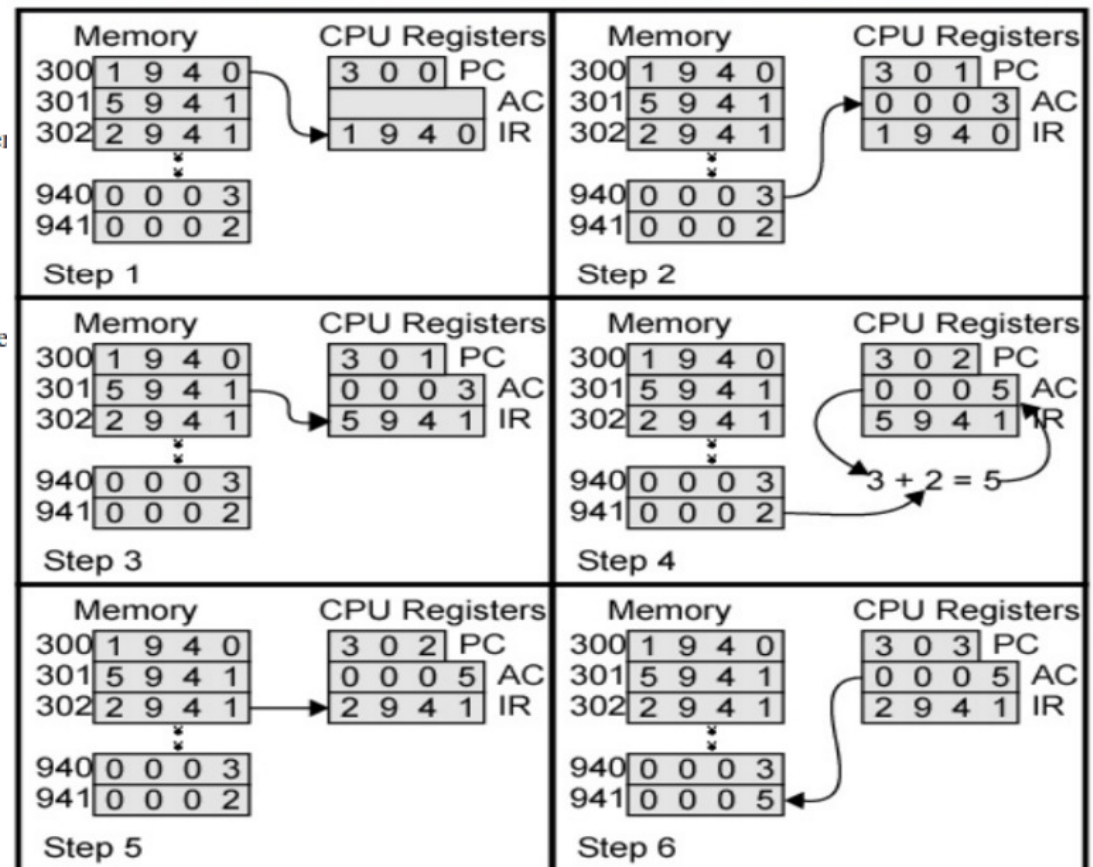 Memory CPU Registers
300 1 9 4 0 3 0 0 PC
301 5 9 4 1 AC
302 2 9 4 1 1 9 4 0 IR
940 0 0 0 3
941 0 0 0 2
Step 1
Memory CPU Registers
300 1 9 4 0 3 0 1 PC
301 5 9 4 1 0 0 0 3 AC
302 2 9 4 1 1 9 4 0 IR
940 0 0 0 3
941 0 0 0 2
Step 2
Memory CPU Registers
300 1 9 4 0 3 0 1 PC
301 5 9 4 1 0 0 0 3 AC
302 2 9 4 1 5 9 4 1 IR
940 0 0 0 3
941 0 0 0 2
Step 3
Memory CPU Registers
300 1 9 4 0 3 0 2 PC
301 5 9 4 1 0 0 0 5 AC
302 2 9 4 1 5 9 4 1 IR
940 0 0 0 3 3 + 2 = 5
941 0 0 0 2
Step 4
Memory CPU Registers
300 1 9 4 0 3 0 2 PC
301 5 9 4 1 0 0 0 5 AC
302 2 9 4 1 2 9 4 1 IR
940 0 0 0 3
941 0 0 0 2
Step 5
Memory CPU Registers
300 1 9 4 0 3 0 3 PC
301 5 9 4 1 0 0 0 5 AC
302 2 9 4 1 2 9 4 1 IR
940 0 0 0 3
941 0 0 0 5
Step 6